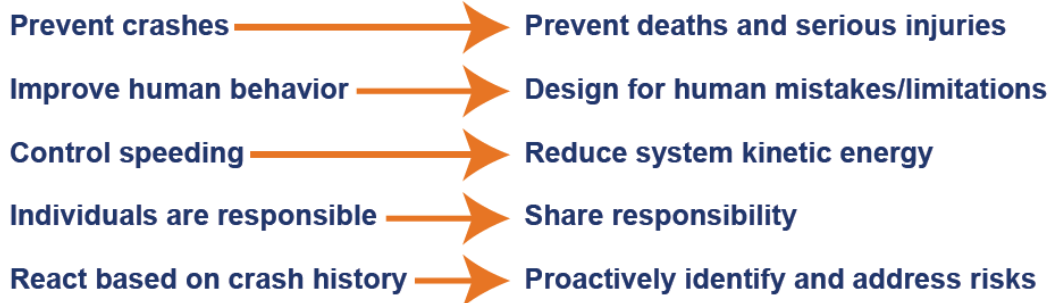 Prevent crashes Prevent deaths and serious injuries
Improve human behavior Design for human mistakes/limitations
Control speeding Reduce system kinetic energy
Individuals are responsible Share responsibility
React based on crash history Proactively identify and address risks